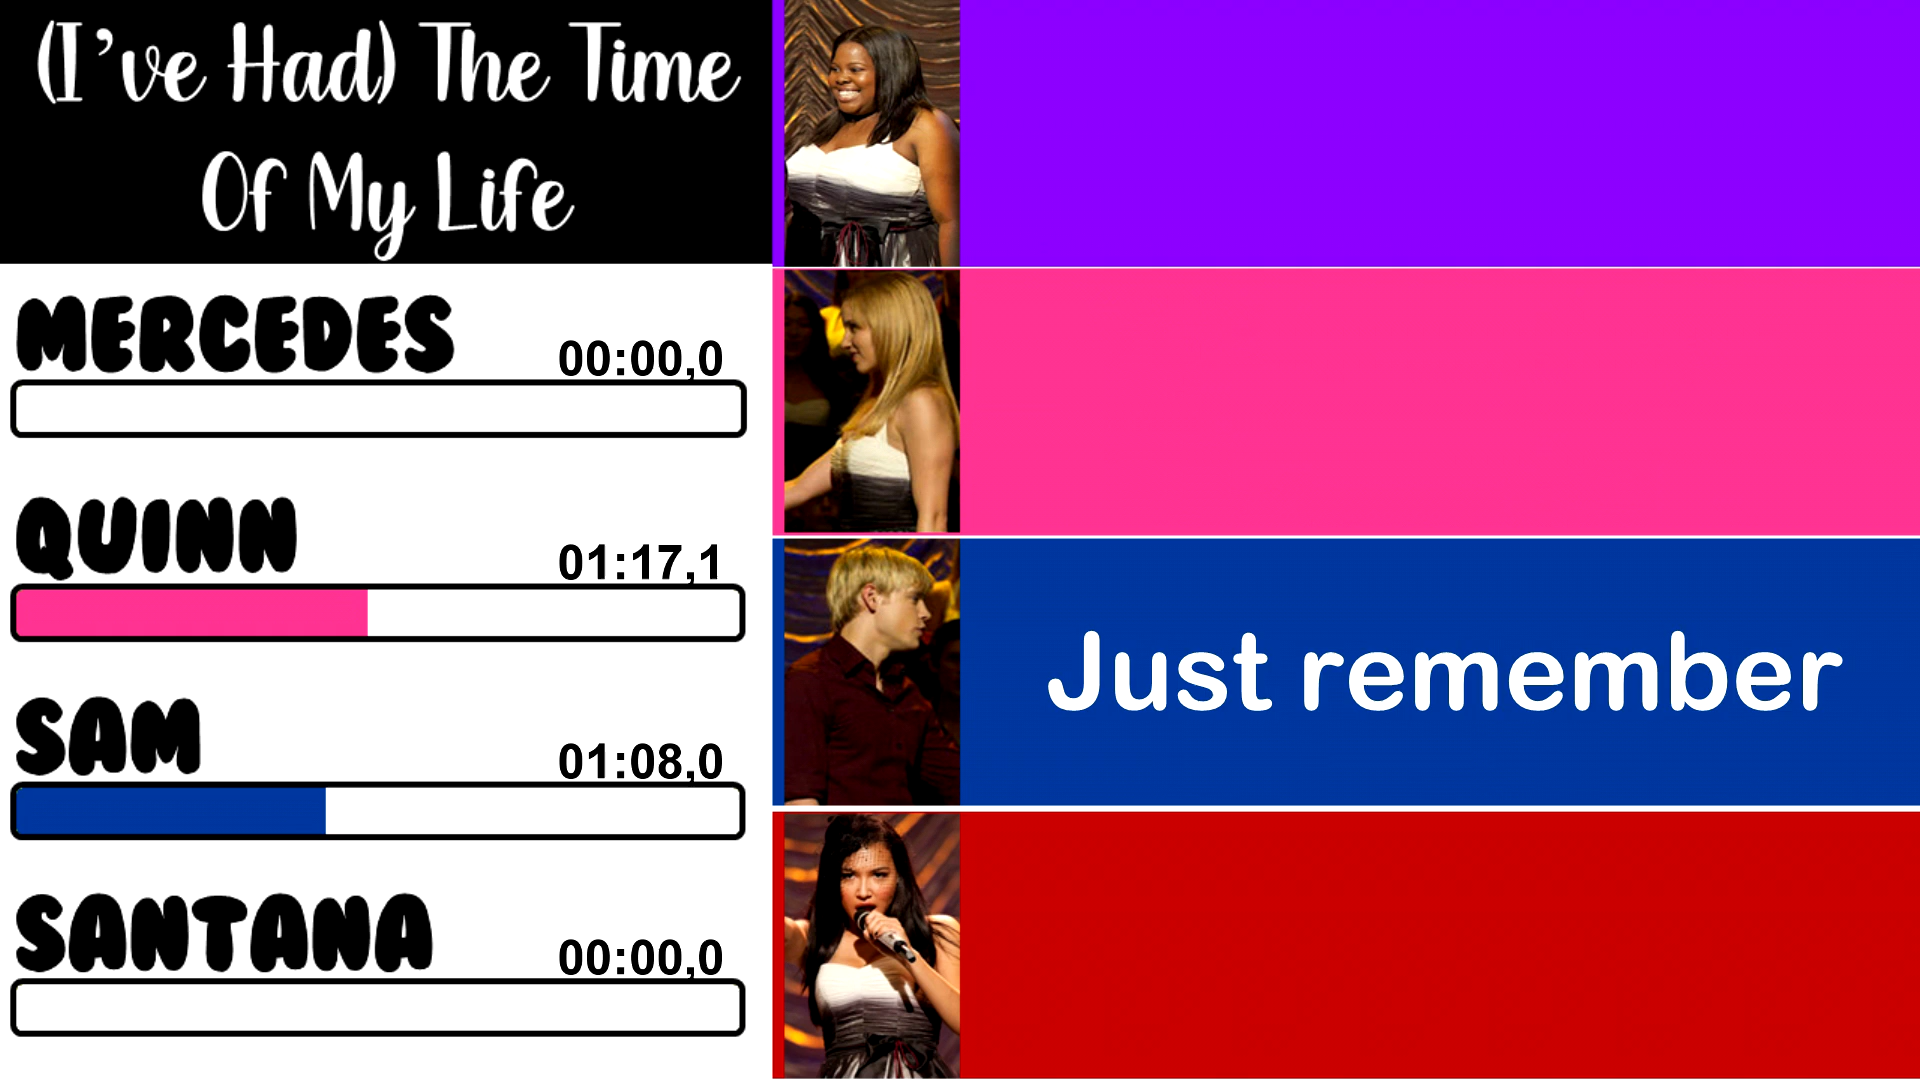 (I've Had) The Time
Of My Life
MERCEDES
00:00,0
QUINN
01:17,1
SAM
01:08,0
SANTANA
00:00,0
Just remember